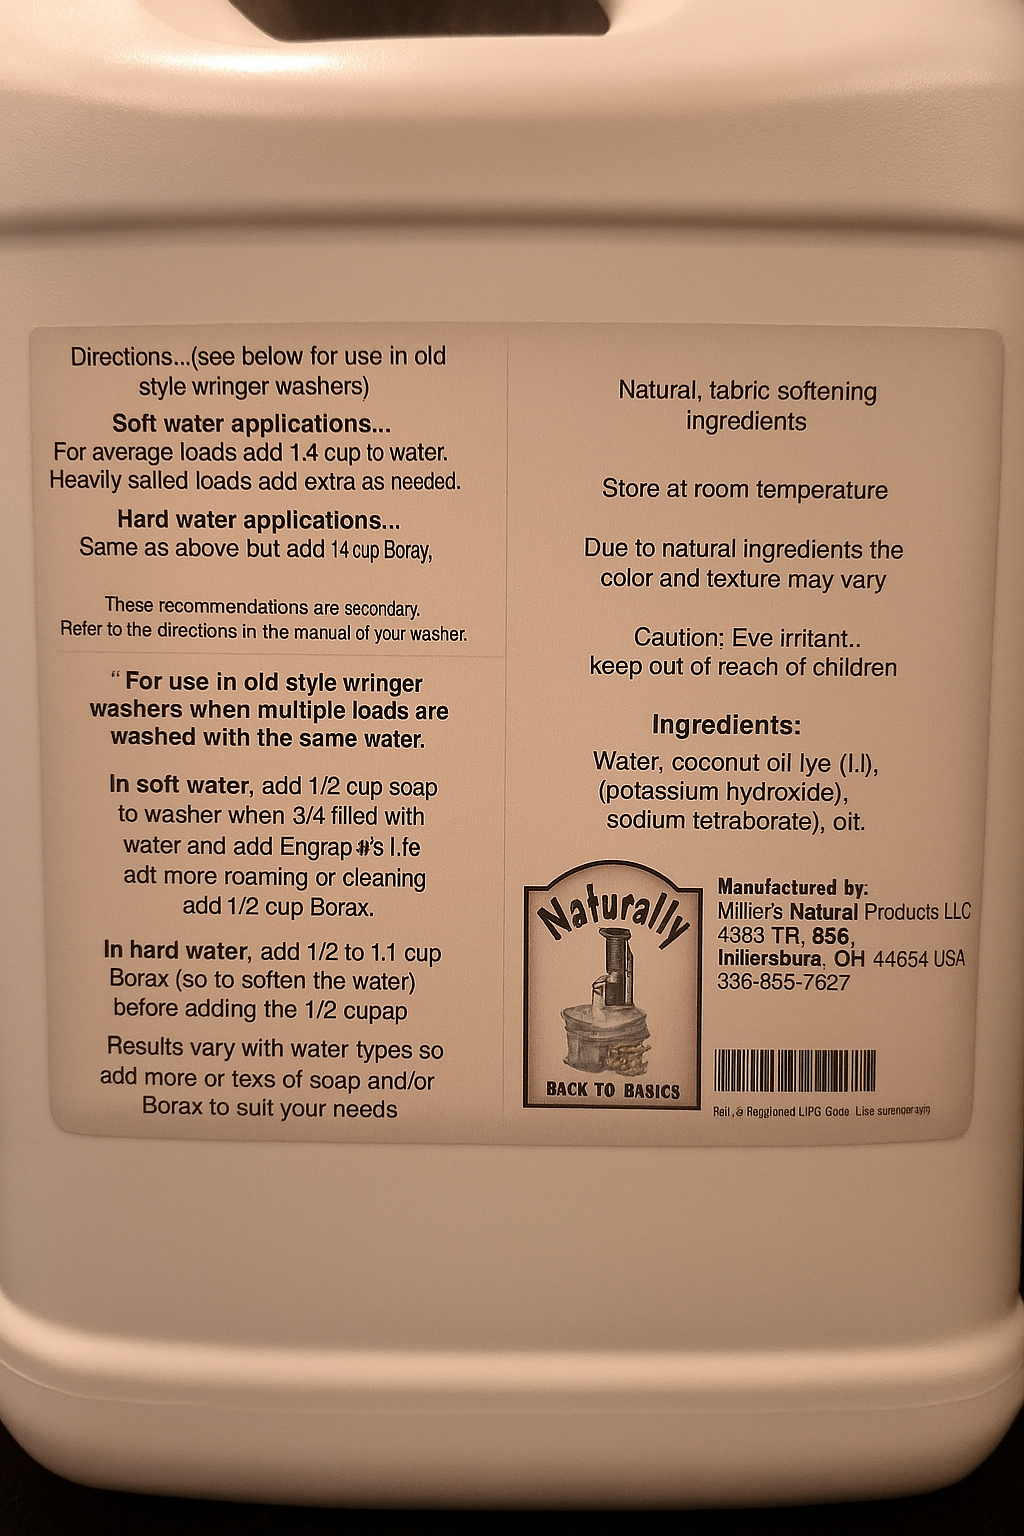 Directions...(see below for use in old
style wringer washers)
Soft water applications...
For average loads add 1.4 cup to water.
Heavily salled loads add extra as needed.
Hard water applications...
Same as above but add 14 cup Boray,
These recommendations are secondary.
Refer to the directions in the manual of your washer.
“ For use in old style wringer
washers when multiple loads are
washed with the same water.
In soft water, add 1/2 cup soap
to washer when 3/4 filled with
water and add Engrap #'s l.fe
adt more roaming or cleaning
add 1/2 cup Borax.
In hard water, add 1/2 to 1.1 cup
Borax (so to soften the water)
before adding the 1/2 cupap
Results vary with water types so
add more or texs of soap and/or
Borax to suit your needs
Natural, tabric softening
ingredients
Store at room temperature
Due to natural ingredients the
color and texture may vary
Caution: Eve irritant..
keep out of reach of children
Ingredients:
Water, coconut oil lye (l.l),
(potassium hydroxide),
sodium tetraborate), oit.
Naturally
BACK TO BASICS
Manufactured by:
Millier's Natural Products LLC
4383 TR, 856,
Iniliersbura, OH 44654 USA
336-855-7627
Reggioned LIPG Gode Lise